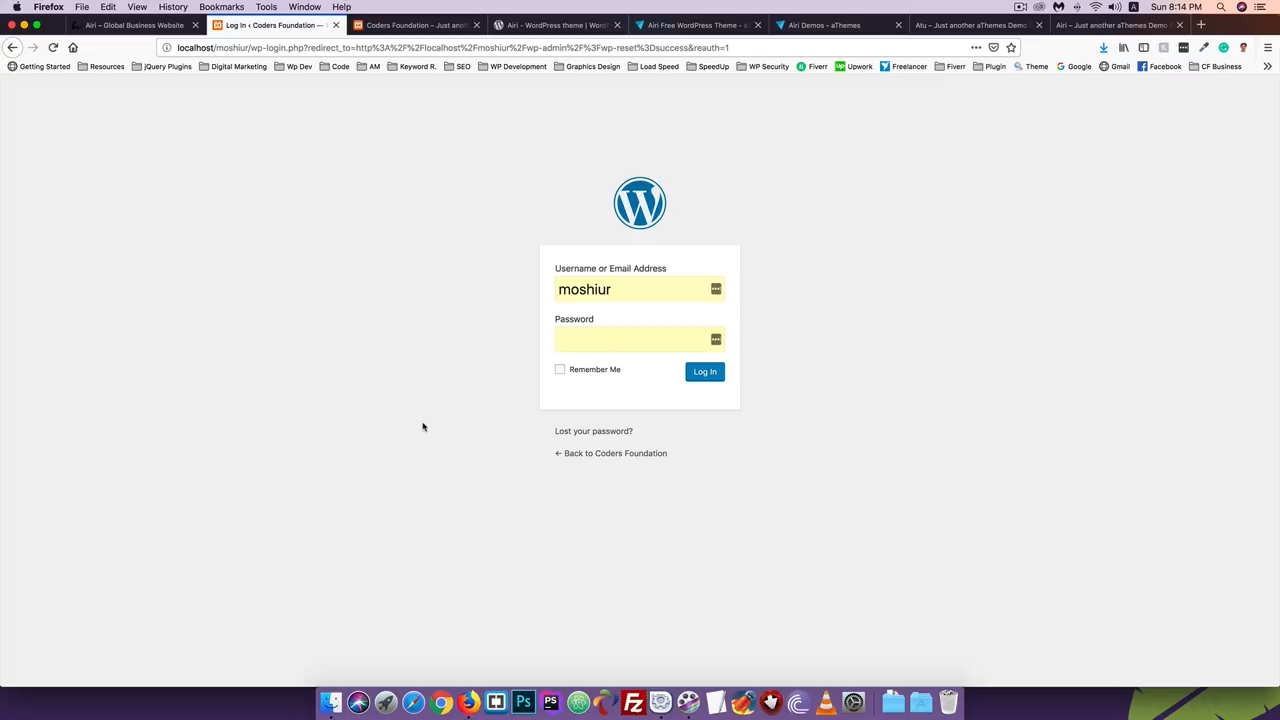 Firefox File Edit View History Bookmarks Tools Window Help Sun 8:14 PM
Airi – Global Business Website Log In ‹ Coders Foundation — Coders Foundation – Just anot Airi - WordPress theme | Word Airi Free WordPress Theme - a Airi Demos - aThemes Atu – Just another aThemes Demo Airi – Just another aThemes Demo
localhost/moshiur/wp-login.php?redirect_to=http%3A%2F%2Flocalhost%2Fmoshiur%2Fwp-admin%2F%3Fwp-reset%3Dsuccess&reauth=1
Getting Started Resources jQuery Plugins Digital Marketing Wp Dev Code AM Keyword R. SEO WP Development Graphics Design Load Speed SpeedUp WP Security Fiverr Upwork Freelancer Fiverr Plugin Theme Google Gmail Facebook CF Business
Username or Email Address
moshiur
Password
Remember Me Log In
Lost your password?
← Back to Coders Foundation